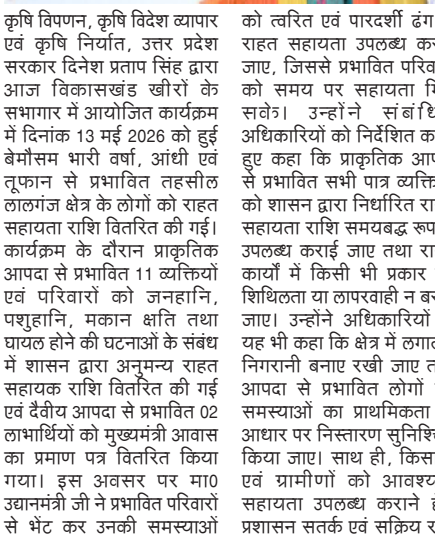 कृषि विपणन, कृषि विदेश व्यापार
एवं कृषि निर्यात, उत्तर प्रदेश
सरकार दिनेश प्रताप सिंह द्वारा
आज विकासखंड खीरों के
सभागार में आयोजित कार्यक्रम
में दिनांक 13 मई 2026 को हुई
बेमौसम भारी वर्षा, आंधी एवं
तूफान से प्रभावित तहसील
लालगंज क्षेत्र के लोगों को राहत
सहायता राशि वितरित की गई।
कार्यक्रम के दौरान प्राकृतिक
आपदा से प्रभावित 11 व्यक्तियों
एवं परिवारों को जनहानि,
पशुहानि, मकान क्षति तथा
घायल होने की घटनाओं के संबंध
में शासन द्वारा अनुमन्य राहत
सहायक राशि वितरित की गई
एवं दैवीय आपदा से प्रभावित 02
लाभार्थियों को मुख्यमंत्री आवास
का प्रमाण पत्र वितरित किया
गया। इस अवसर पर मा0
उद्यानमंत्री जी ने प्रभावित परिवारों
से भेंट कर उनकी समस्याओं
को त्वरित एवं पारदर्शी ढंग
राहत सहायता उपलब्ध
जाए, जिससे प्रभावित
को समय पर सहायता
सके। उन्होंने
अधिकारियों को निर्देशित
हुए कहा कि प्राकृतिक
से प्रभावित सभी पात्र
को शासन द्वारा निर्धारित
सहायता राशि समयबद्ध रूप
उपलब्ध कराई जाए तथा
कार्यों में किसी भी प्रकार
शिथिलता या लापरवाही न
जाए। उन्होंने अधिकारियों
यह भी कहा कि क्षेत्र में
निगरानी बनाए रखी जाए
आपदा से प्रभावित लोगों
समस्याओं का प्राथमिकता
आधार पर निस्तारण
किया जाए। साथ ही,
एवं ग्रामीणों को
सहायता उपलब्ध कराने
प्रशासन सतर्क एवं सक्रिय